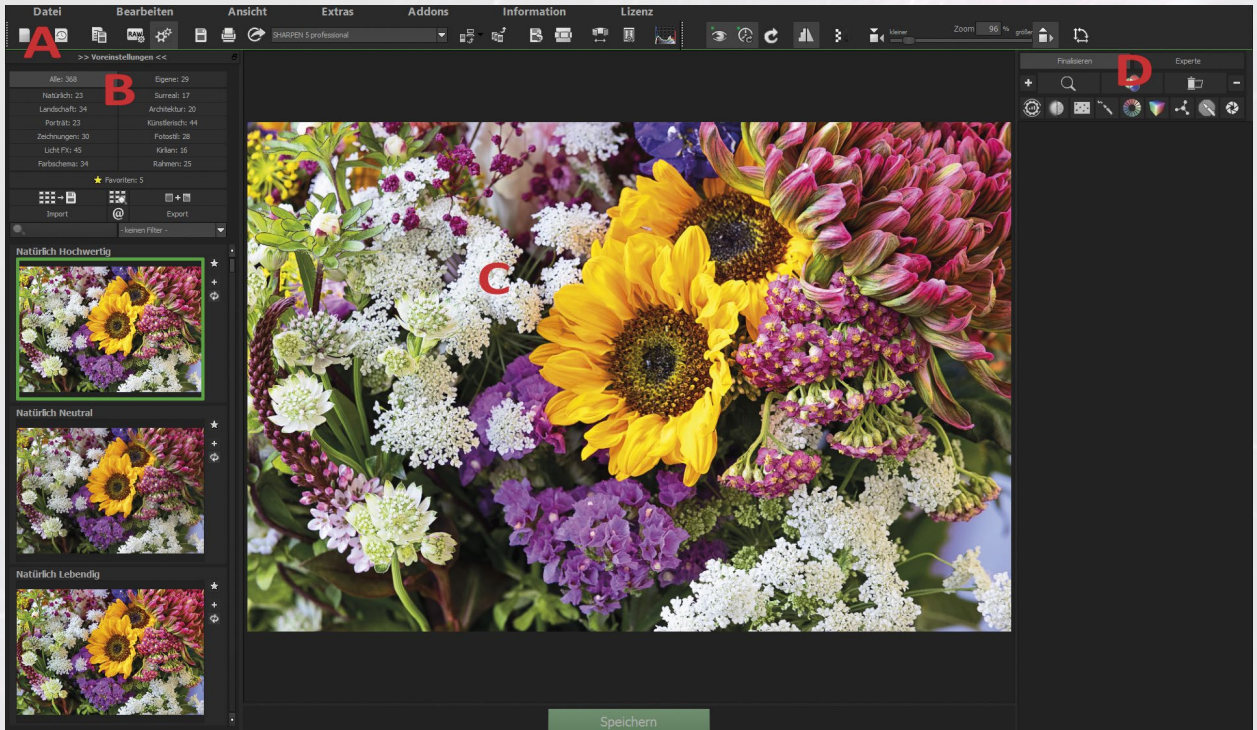 Datei Bearbeiten Ansicht Extras Addons Information Lizenz
A
RAW
SHARPEN 5 professional
kleiner
Zoom 96 %
größer
>> Voreinstellungen <<
B
Alle: 368 Eigene: 29
Natürlich: 23 Surreal: 17
Landschaft: 34 Architektur: 20
Porträt: 23 Künstlerisch: 44
Zeichnungen: 30 Fotostil: 28
Licht FX: 45 Kirlian: 16
Farbschema: 34 Rahmen: 25
Favoriten: 5
Import @ Export
- keinen Filter -
Natürlich Hochwertig
Natürlich Neutral
Natürlich Lebendig
C
Speichern
Finalisieren Experte
D